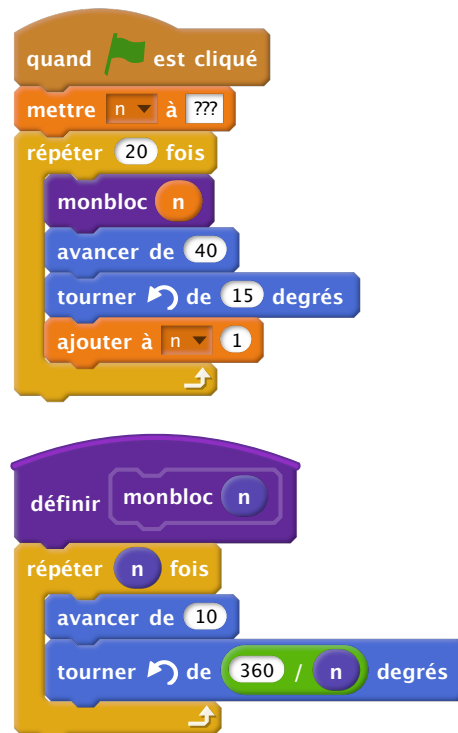 quand est cliqué
mettre n à ???
répéter 20 fois
monbloc n
avancer de 40
tourner de 15 degrés
ajouter à n 1
définir monbloc n
répéter n fois
avancer de 10
tourner de 360 / n degrés